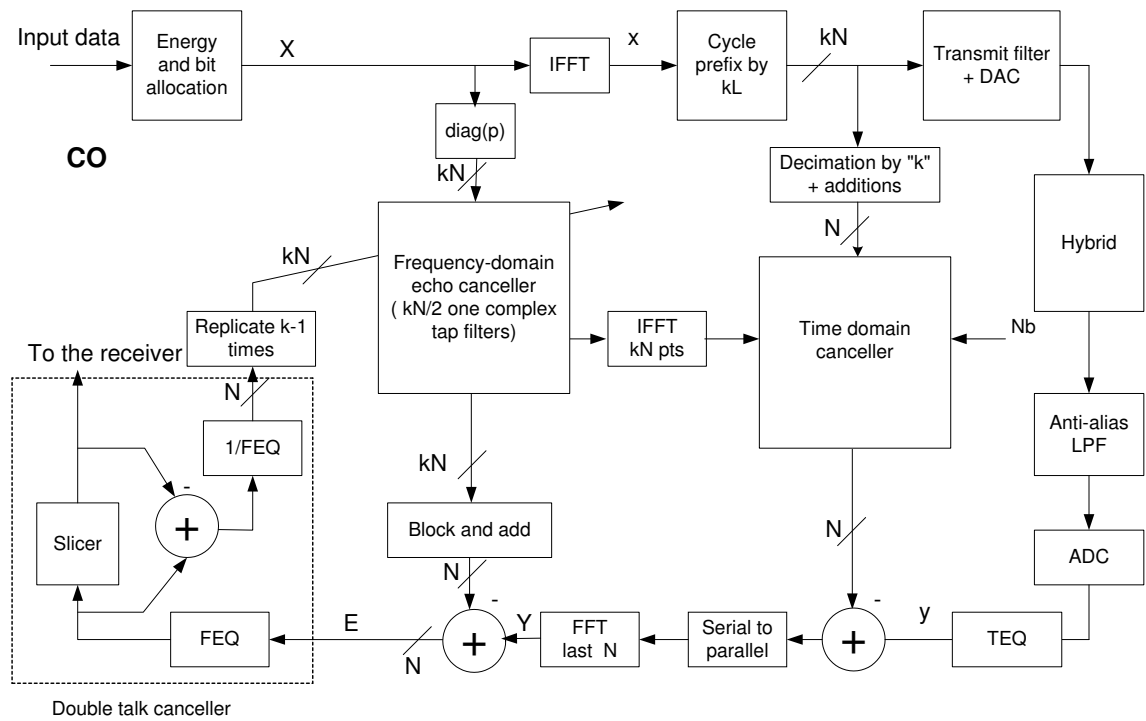 Input data
Energy
and bit
allocation
X
IFFT
x
Cycle
prefix by
kL
kN
Transmit filter
+ DAC
CO
diag(p)
kN
Decimation by "k"
+ additions
N
Hybrid
kN
Frequency-domain
echo canceller
( kN/2 one complex
tap filters)
Replicate k-1
times
IFFT
kN pts
Time domain
canceller
Nb
To the receiver
N
1/FEQ
Anti-alias
LPF
kN
-
+
Slicer
Block and add
N
N
ADC
-
-
FEQ
E
N
+
Y
FFT
last N
Serial to
parallel
+
y
TEQ
Double talk canceller